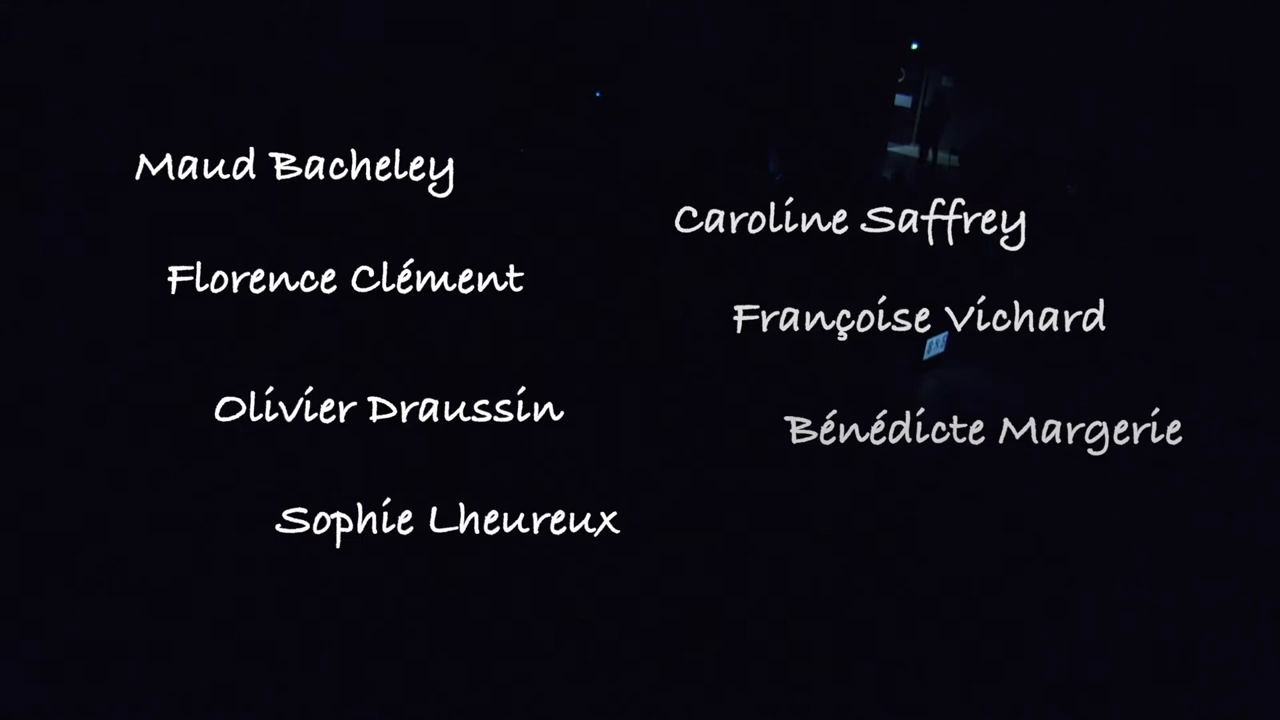 Maud Bacheley
Florence Clément
Olivier Draussin
Sophie Lheureux
Caroline Saffrey
Françoise Vichard
Bénédicte Margerie